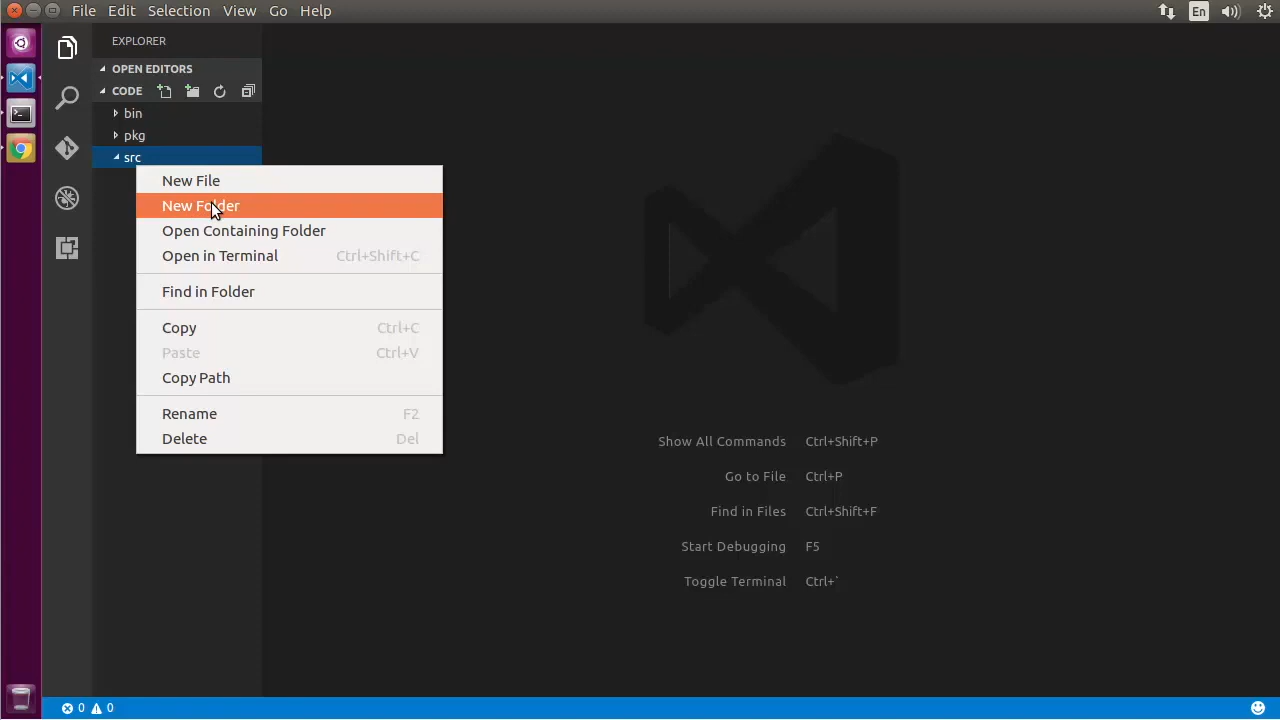 File Edit Selection View Go Help
En
EXPLORER
OPEN EDITORS
CODE
bin
pkg
src
New File
New Folder
Open Containing Folder
Open in Terminal Ctrl+Shift+C
Find in Folder
Copy Ctrl+C
Paste Ctrl+V
Copy Path
Rename F2
Delete Del
Show All Commands Ctrl+Shift+P
Go to File Ctrl+P
Find in Files Ctrl+Shift+F
Start Debugging F5
Toggle Terminal Ctrl+`
0 0